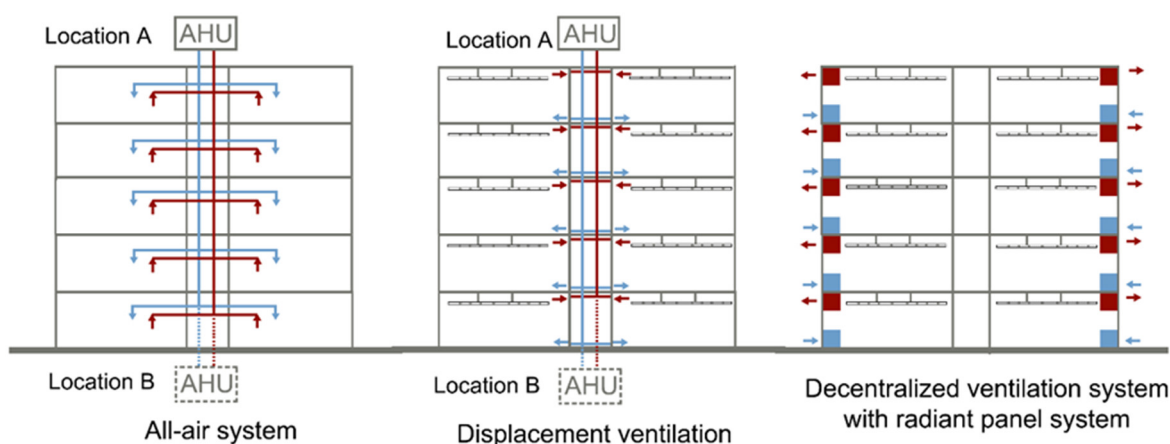 Location A
AHU
Location B
AHU
All-air system
Location A
AHU
Location B
AHU
Displacement ventilation
Decentralized ventilation system
with radiant panel system